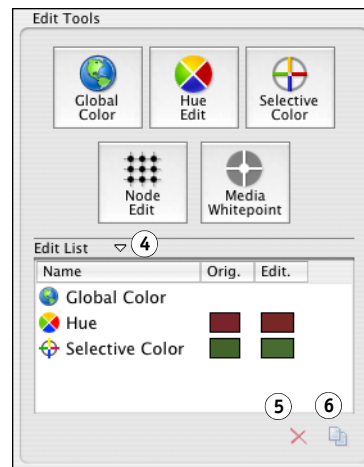 Edit Tools
Global
Color
Hue
Edit
Selective
Color
Node
Edit
Media
Whitepoint
Edit List 4
Name Orig. Edit.
Global Color
Hue
Selective Color
5 6